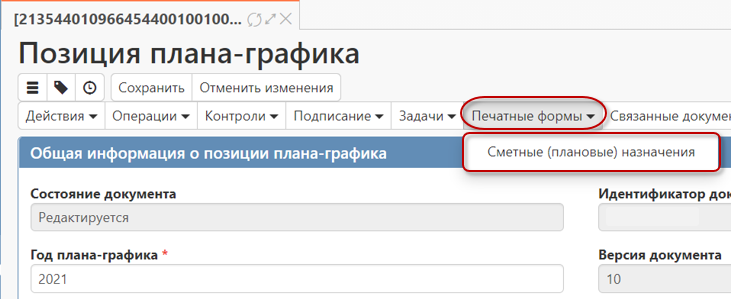 [213544010966454400100100...
Позиция плана-графика
Сохранить Отменить изменения
Действия Операции Контроли Подписание Задачи Печатные формы Связанные докумен
Общая информация о позиции плана-графика
Сметные (плановые) назначения
Состояние документа Идентификатор док
Редактируется
Год плана-графика * Версия документа
2021 10